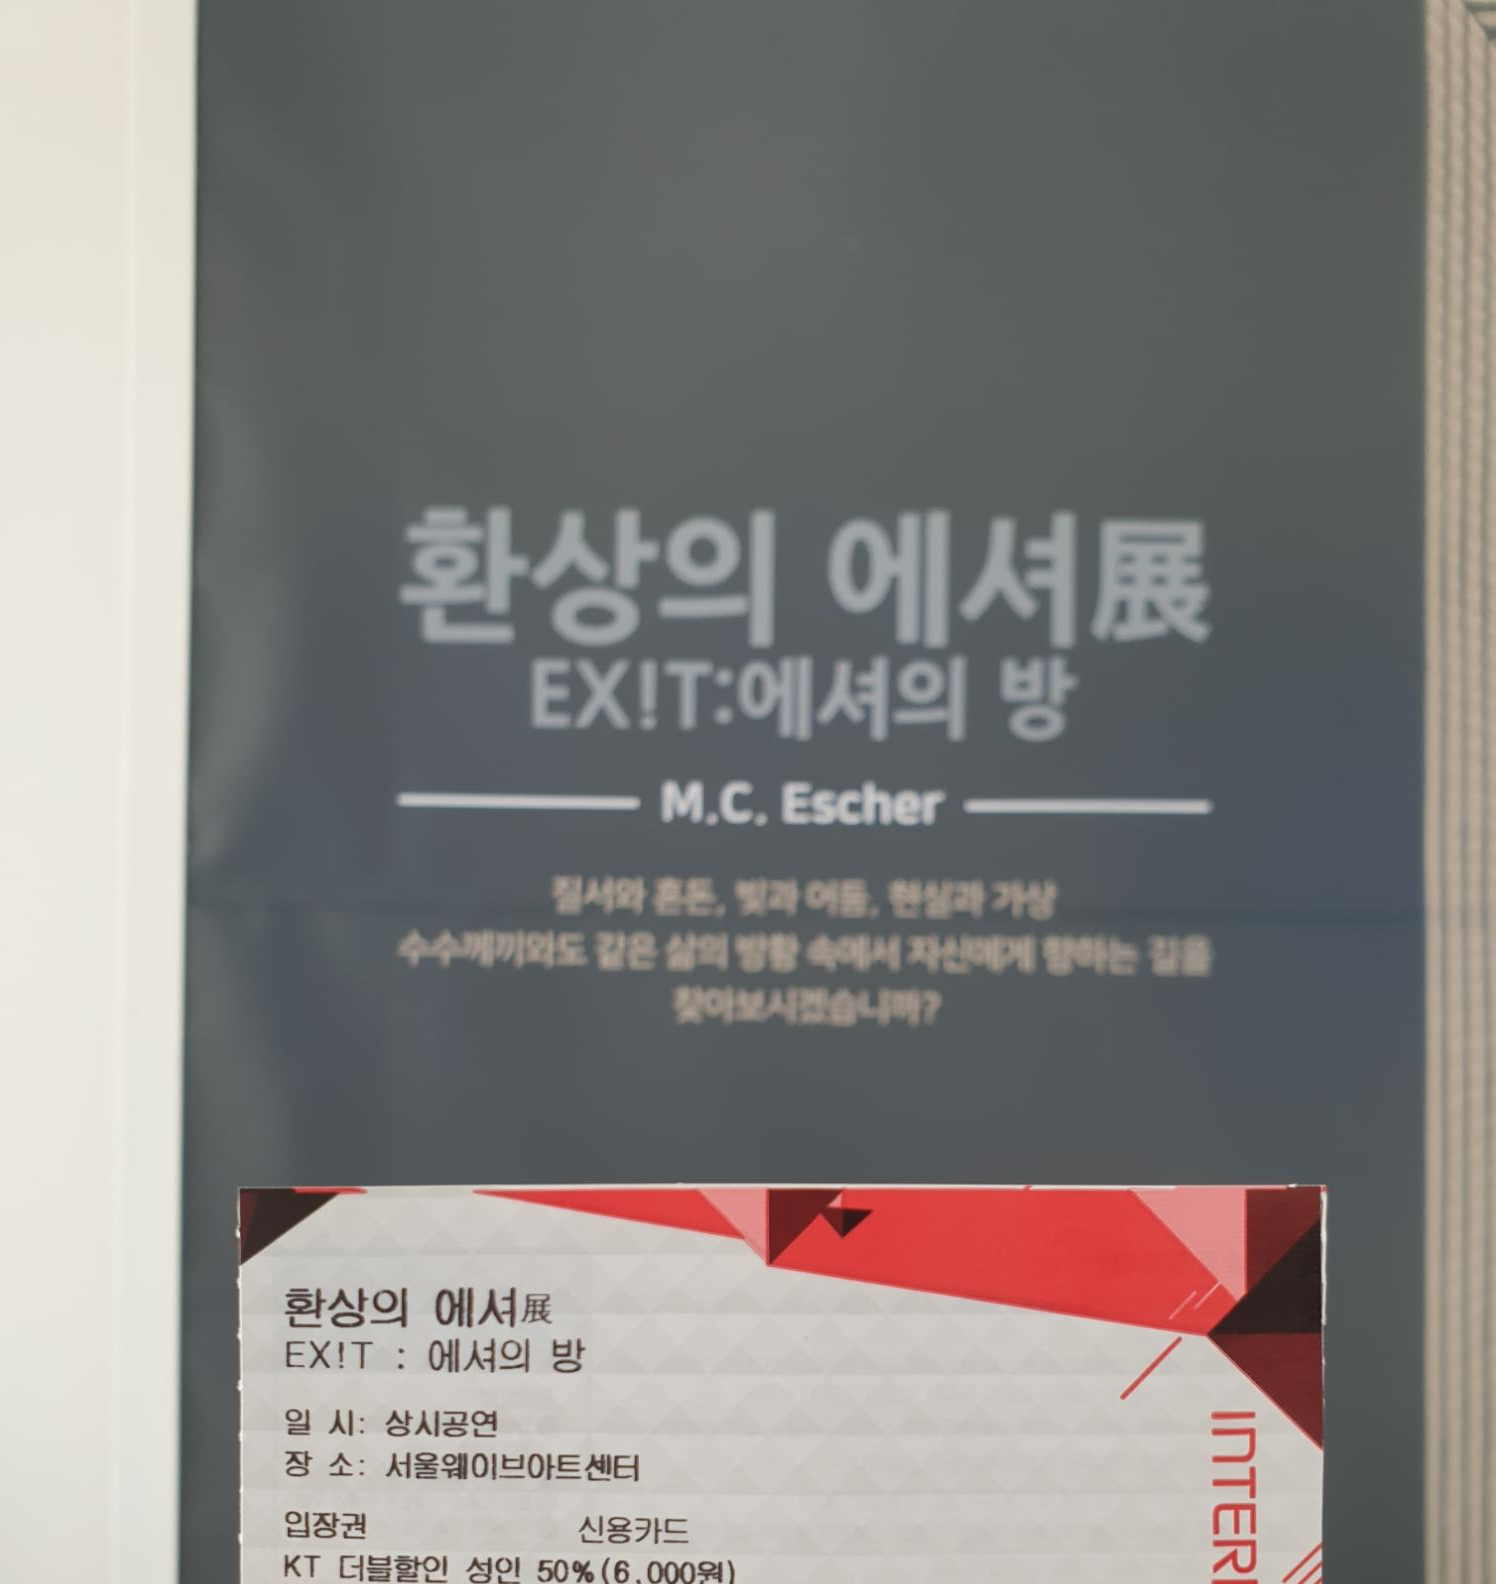 환상의 에셔展
EX!T:에셔의 방
M.C. Escher
질서와 혼돈, 빛과 어둠, 현실과 가상
수수께끼와도 같은 삶의 방황 속에서 자신에게 향하는 길을
찾아보시겠습니까?
환상의 에셔展
EX!T : 에셔의 방
일 시: 상시공연
장 소: 서울웨이브아트센터
입장권 신용카드
KT 더블할인 성인 50%(6,000원)